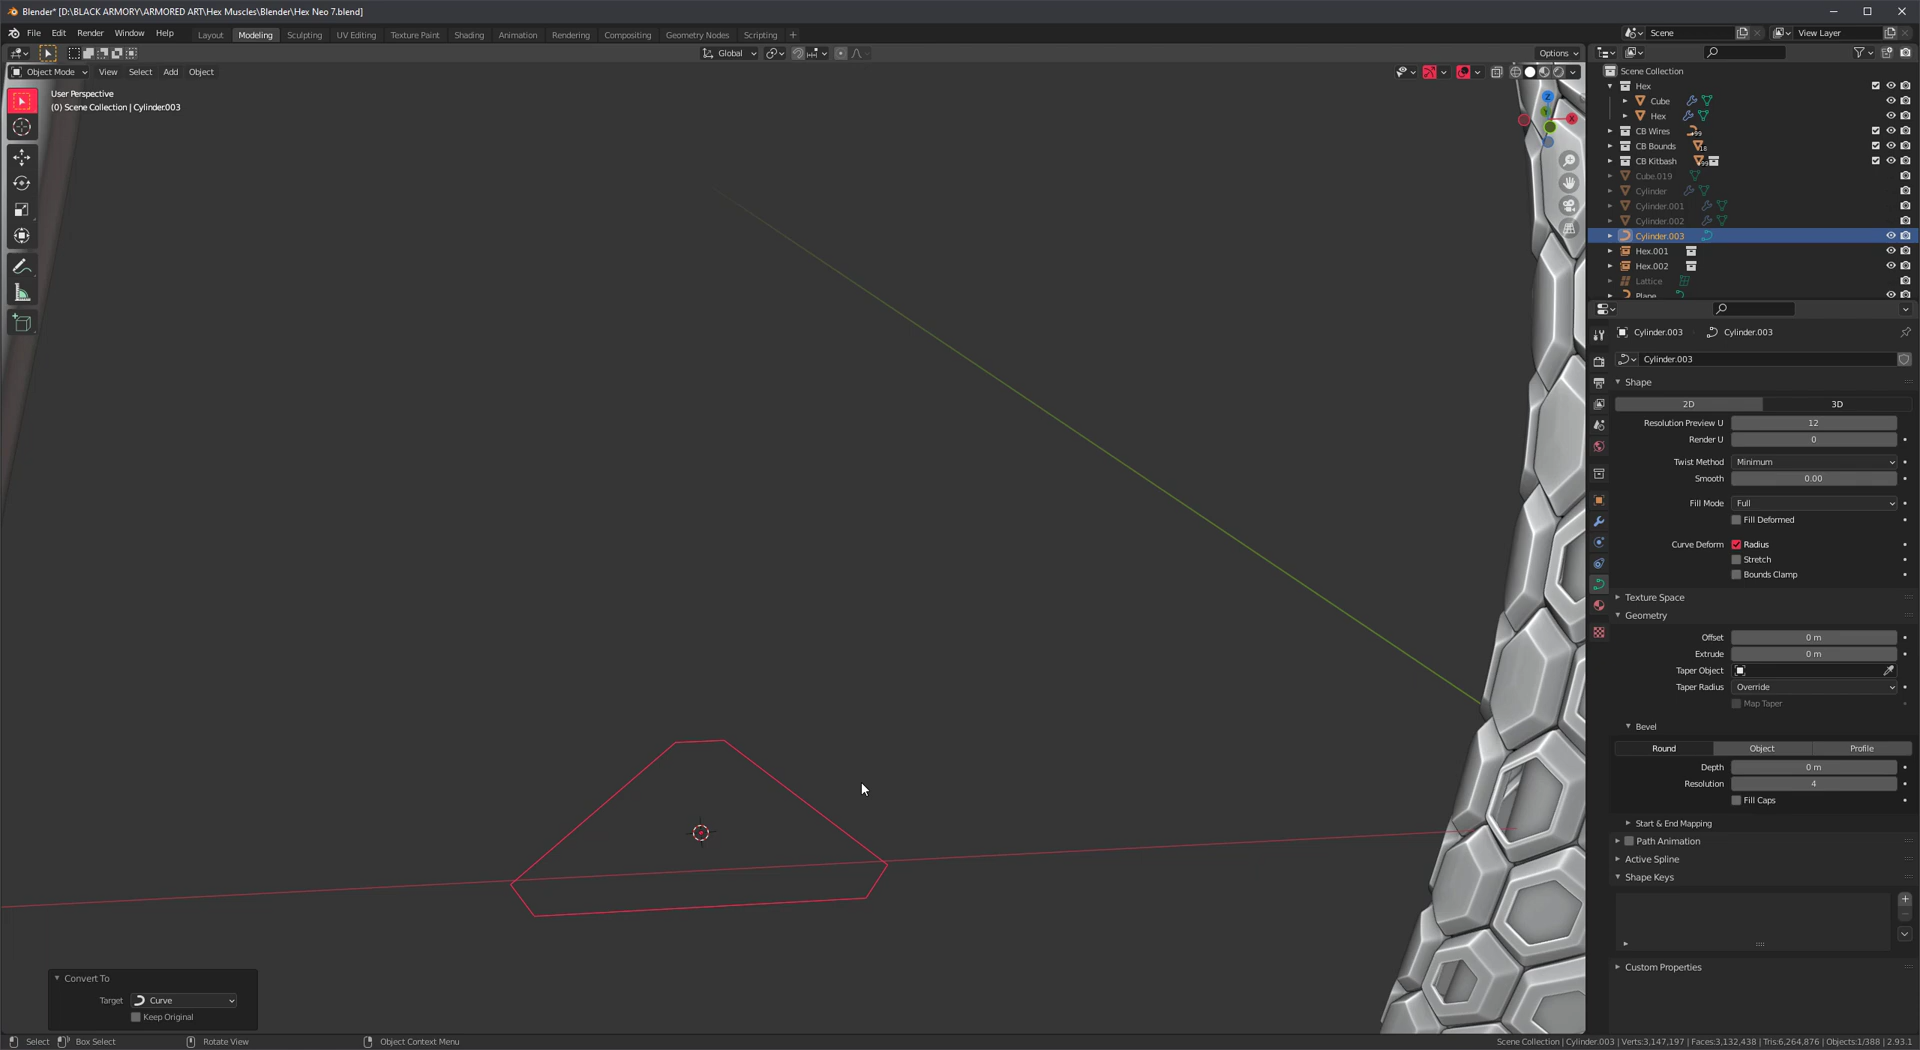 Blender* [D:\BLACK ARMORY\ARMORED ART\Hex Muscles\Blender\Hex Neo 7.blend]
File Edit Render Window Help Layout Modeling Sculpting UV Editing Texture Paint Shading Animation Rendering Compositing Geometry Nodes Scripting + Scene View Layer
Global Options
Object Mode View Select Add Object
User Perspective
(0) Scene Collection | Cylinder.003
Z
X
Scene Collection
Hex
Cube
Hex
CB Wires
CB Bounds
CB Kitbash
Cube.019
Cylinder
Cylinder.001
Cylinder.002
Cylinder.003
Hex.001
Hex.002
Lattice
Plane
Cylinder.003 Cylinder.003
Cylinder.003
Shape
2D 3D
Resolution Preview U 12
Render U 0
Twist Method Minimum
Smooth 0.00
Fill Mode Full
Fill Deformed
Curve Deform Radius
Stretch
Bounds Clamp
Texture Space
Geometry
Offset 0 m
Extrude 0 m
Taper Object
Taper Radius Override
Map Taper
Bevel
Round Object Profile
Depth 0 m
Resolution 4
Fill Caps
Start & End Mapping
Path Animation
Active Spline
Shape Keys
Custom Properties
Convert To
Target Curve
Keep Original
Select Box Select Rotate View Object Context Menu
Scene Collection | Cylinder.003 | Verts:3,147,197 | Faces:3,132,438 | Tris:6,264,876 | Objects:1/388 | 2.93.1